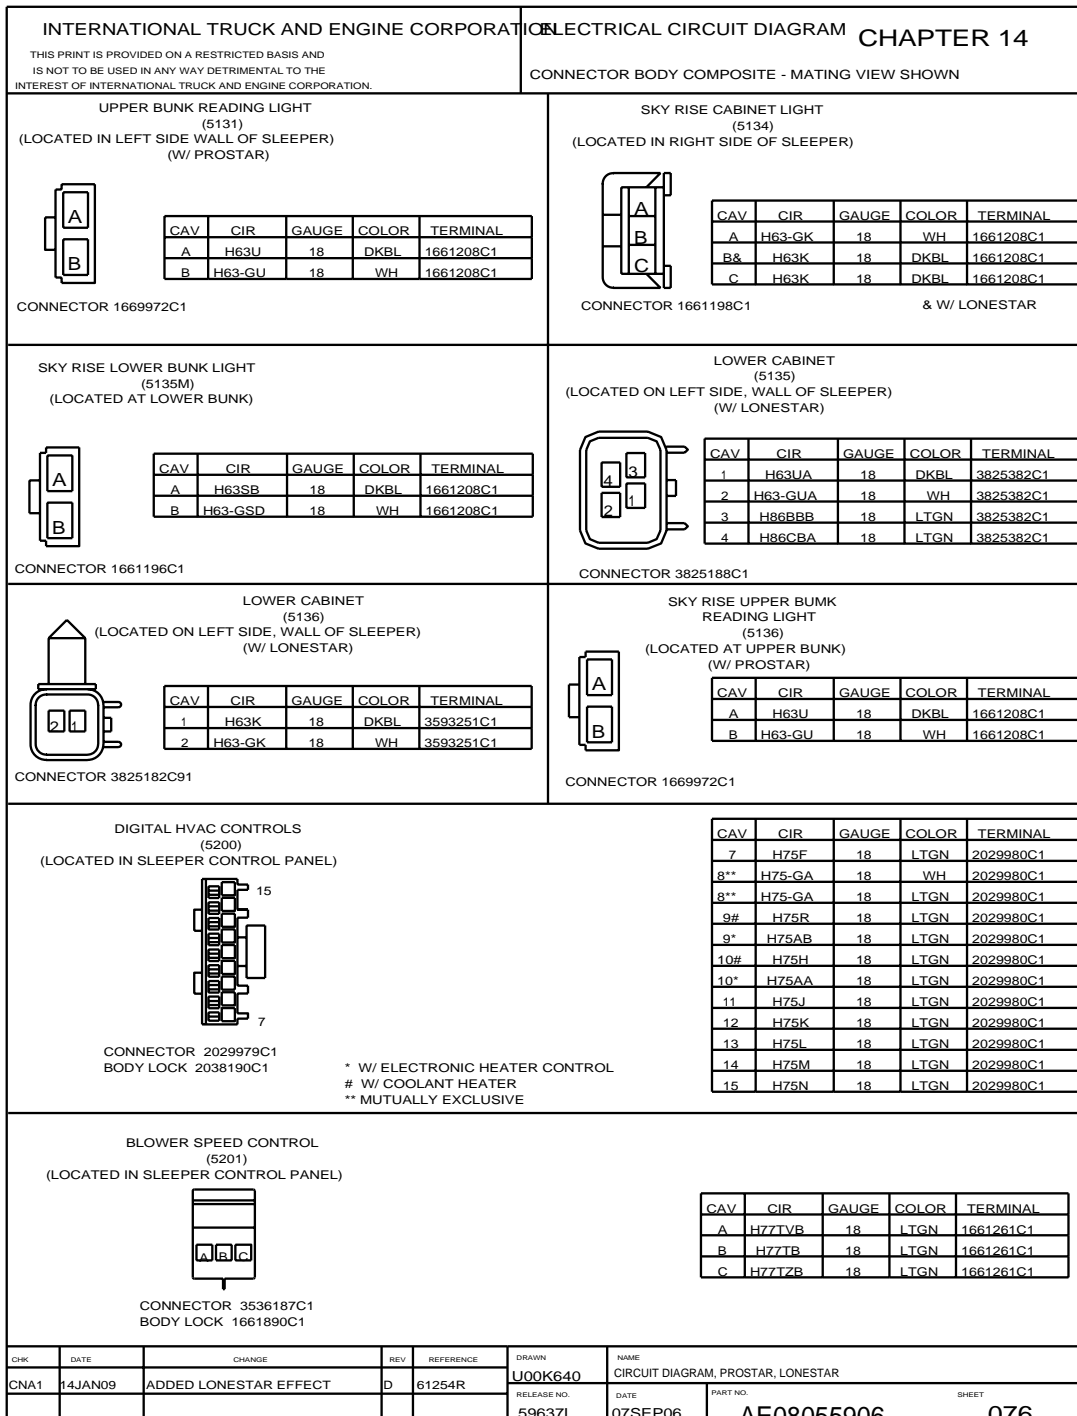 INTERNATIONAL TRUCK AND ENGINE CORPORATION
THIS PRINT IS PROVIDED ON A RESTRICTED BASIS AND
IS NOT TO BE USED IN ANY WAY DETRIMENTAL TO THE
INTEREST OF INTERNATIONAL TRUCK AND ENGINE CORPORATION.
ELECTRICAL CIRCUIT DIAGRAM CHAPTER 14
CONNECTOR BODY COMPOSITE - MATING VIEW SHOWN
UPPER BUNK READING LIGHT
(5131)
(LOCATED IN LEFT SIDE WALL OF SLEEPER)
(W/ PROSTAR)
A
B
CAV CIR GAUGE COLOR TERMINAL
A H63U 18 DKBL 1661208C1
B H63-GU 18 WH 1661208C1
CONNECTOR 1669972C1
SKY RISE CABINET LIGHT
(5134)
(LOCATED IN RIGHT SIDE OF SLEEPER)
A
B
C
CAV CIR GAUGE COLOR TERMINAL
A H63-GK 18 WH 1661208C1
B& H63K 18 DKBL 1661208C1
C H63K 18 DKBL 1661208C1
CONNECTOR 1661198C1
& W/ LONESTAR
SKY RISE LOWER BUNK LIGHT
(5135M)
(LOCATED AT LOWER BUNK)
A
B
CAV CIR GAUGE COLOR TERMINAL
A H63SB 18 DKBL 1661208C1
B H63-GSD 18 WH 1661208C1
CONNECTOR 1661196C1
LOWER CABINET
(5135)
(LOCATED ON LEFT SIDE, WALL OF SLEEPER)
(W/ LONESTAR)
4 3
2 1
CAV CIR GAUGE COLOR TERMINAL
1 H63UA 18 DKBL 3825382C1
2 H63-GUA 18 WH 3825382C1
3 H86BBB 18 LTGN 3825382C1
4 H86CBA 18 LTGN 3825382C1
CONNECTOR 3825188C1
LOWER CABINET
(5136)
(LOCATED ON LEFT SIDE, WALL OF SLEEPER)
(W/ LONESTAR)
2 1
CAV CIR GAUGE COLOR TERMINAL
1 H63K 18 DKBL 3593251C1
2 H63-GK 18 WH 3593251C1
CONNECTOR 3825182C91
SKY RISE UPPER BUMK
READING LIGHT
(5136)
(LOCATED AT UPPER BUNK)
(W/ PROSTAR)
A
B
CAV CIR GAUGE COLOR TERMINAL
A H63U 18 DKBL 1661208C1
B H63-GU 18 WH 1661208C1
CONNECTOR 1669972C1
DIGITAL HVAC CONTROLS
(5200)
(LOCATED IN SLEEPER CONTROL PANEL)
15
7
CONNECTOR 2029979C1
BODY LOCK 2038190C1
* W/ ELECTRONIC HEATER CONTROL
# W/ COOLANT HEATER
** MUTUALLY EXCLUSIVE
CAV CIR GAUGE COLOR TERMINAL
7 H75F 18 LTGN 2029980C1
8** H75-GA 18 WH 2029980C1
8** H75-GA 18 LTGN 2029980C1
9# H75R 18 LTGN 2029980C1
9* H75AB 18 LTGN 2029980C1
10# H75H 18 LTGN 2029980C1
10* H75AA 18 LTGN 2029980C1
11 H75J 18 LTGN 2029980C1
12 H75K 18 LTGN 2029980C1
13 H75L 18 LTGN 2029980C1
14 H75M 18 LTGN 2029980C1
15 H75N 18 LTGN 2029980C1
BLOWER SPEED CONTROL
(5201)
(LOCATED IN SLEEPER CONTROL PANEL)
A B C
CONNECTOR 3536187C1
BODY LOCK 1661890C1
CAV CIR GAUGE COLOR TERMINAL
A H77TVB 18 LTGN 1661261C1
B H77TB 18 LTGN 1661261C1
C H77TZB 18 LTGN 1661261C1
CHK DATE CHANGE REV REFERENCE
CNA1 14JAN09 ADDED LONESTAR EFFECT D 61254R
DRAWN
U00K640
NAME
CIRCUIT DIAGRAM, PROSTAR, LONESTAR
RELEASE NO.
59637L
DATE
07SEP06
PART NO.
AE08055906
SHEET
076